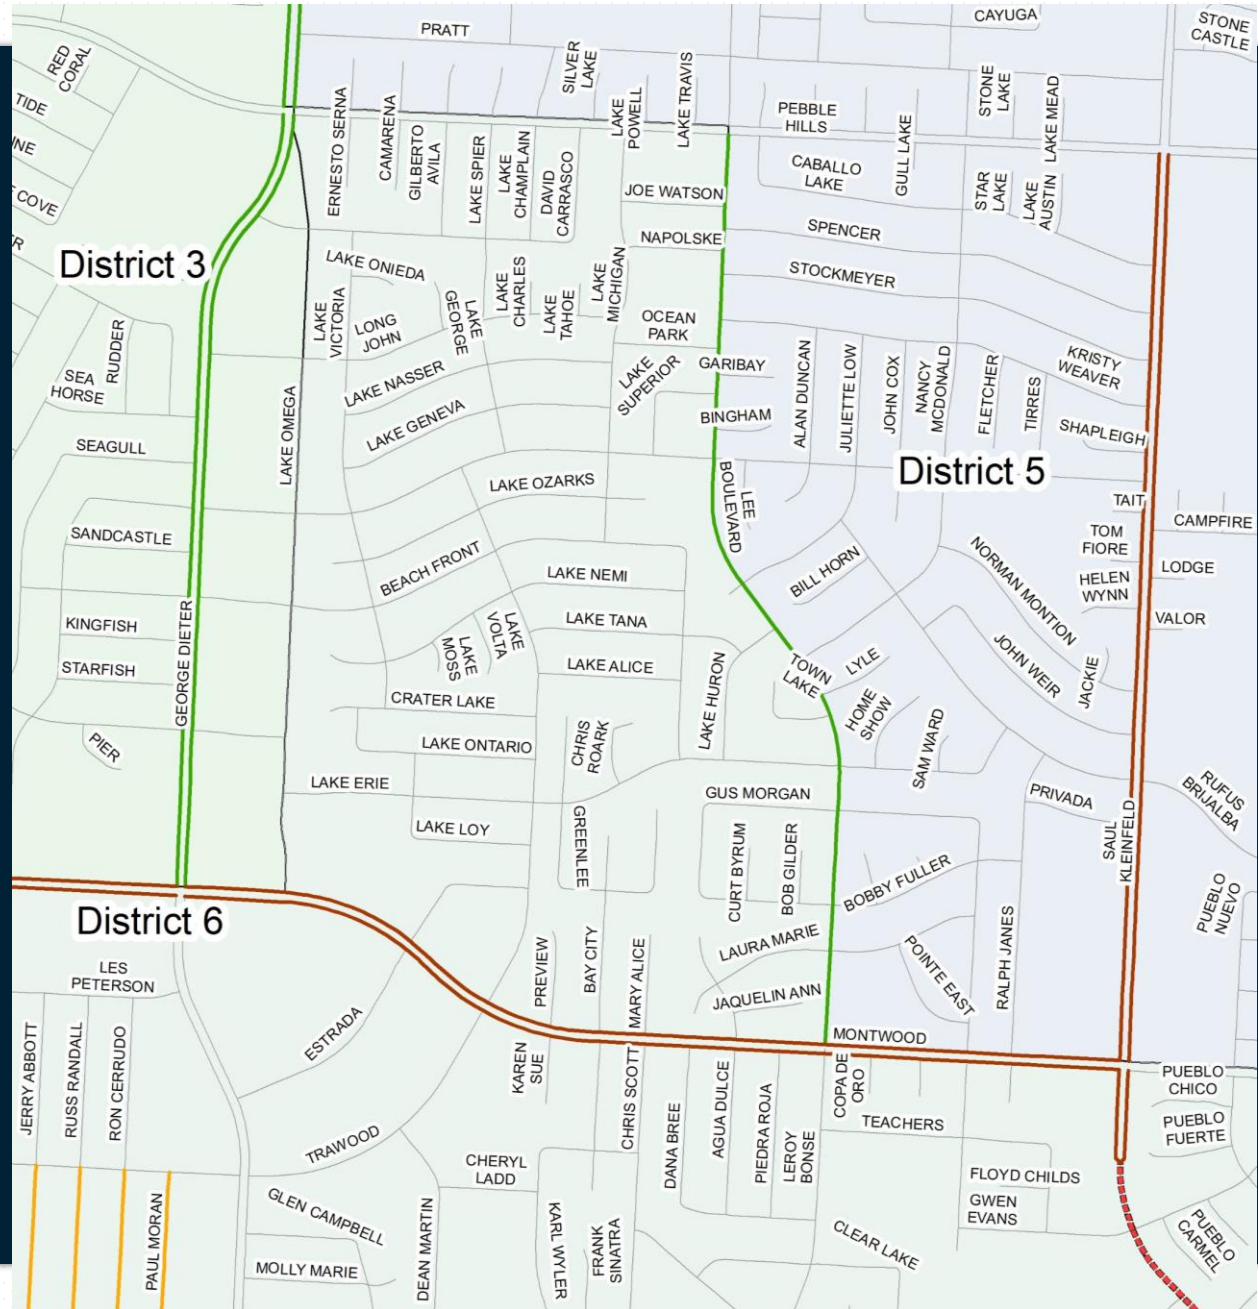 PRATT
CAYUGA
STONE
CASTLE
RED
CORAL
SILVER
LAKE
LAKE TRAVIS
STONE
LAKE
LAKE MEAD
TIDE
LAKE
POWELL
PEBBLE
HILLS
ERNESTO SERNA
CAMARENA
GILBERTO
AVILA
LAKE SPIER
LAKE
CHAMPLAIN
DAVID
CARRASCO
GULL LAKE
CABALLO
LAKE
STAR
LAKE
LAKE
AUSTIN
COVE
JOE WATSON
NAPOLSKE
SPENCER
District 3
LAKE ONIEDA
STOCKMEYER
LAKE
VICTORIA
LONG
JOHN
LAKE
GEORGE
LAKE
CHARLES
LAKE
TAHOE
LAKE
MICHIGAN
OCEAN
PARK
RUDDER
SEA
HORSE
LAKE NASSER
LAKE
SUPERIOR
GARIBAY
ALAN DUNCAN
JULIETTE LOW
JOHN COX
NANCY
MCDONALD
FLETCHER
TIRRES
KRISTY
WEAVER
LAKE GENEVA
BINGHAM
SHAPLEIGH
SEAGULL
LAKE OMEGA
District 5
LAKE OZARKS
LEE
BOULEVARD
TAIT
CAMPFIRE
SANDCASTLE
TOM
FIORE
BEACH FRONT
LAKE NEMI
BILL HORN
NORMAN MONTION
LODGE
HELEN
WYNN
KINGFISH
LAKE
VOLTA
LAKE TANA
VALOR
STARFISH
GEORGE DIETER
LAKE
MOSS
LAKE ALICE
TOWN
LAKE
LYLE
JOHN WEIR
JACKIE
CRATER LAKE
LAKE HURON
HOME
SHOW
PIER
LAKE ONTARIO
CHRIS
ROARK
SAM WARD
LAKE ERIE
GUS MORGAN
PRIVADA
RUFUS
BRIJALBA
LAKE LOY
GREENLEE
CURT BYRUM
BOB GILDER
SAUL
KLEINFELD
BOBBY FULLER
PUEBLO
NUEVO
District 6
LAURA MARIE
POINTE EAST
RALPH JANES
LES
PETERSON
PREVIEW
BAY CITY
MARY ALICE
JAQUELIN ANN
MONTWOOD
JERRY ABBOTT
RUSS RANDALL
RON CERRUDO
ESTRADA
KAREN
SUE
CHRIS SCOTT
DANA BREE
AGUA DULCE
PIEDRA ROJA
LEROY
BONSE
COPA DE
ORO
TEACHERS
PUEBLO
CHICO
PUEBLO
FUERTE
TRAWOOD
CHERYL
LADD
FLOYD CHILDS
GWEN
EVANS
PAUL MORAN
GLEN CAMPBELL
DEAN MARTIN
KARL WYLER
FRANK
SINATRA
CLEAR LAKE
PUEBLO
CARMEL
MOLLY MARIE